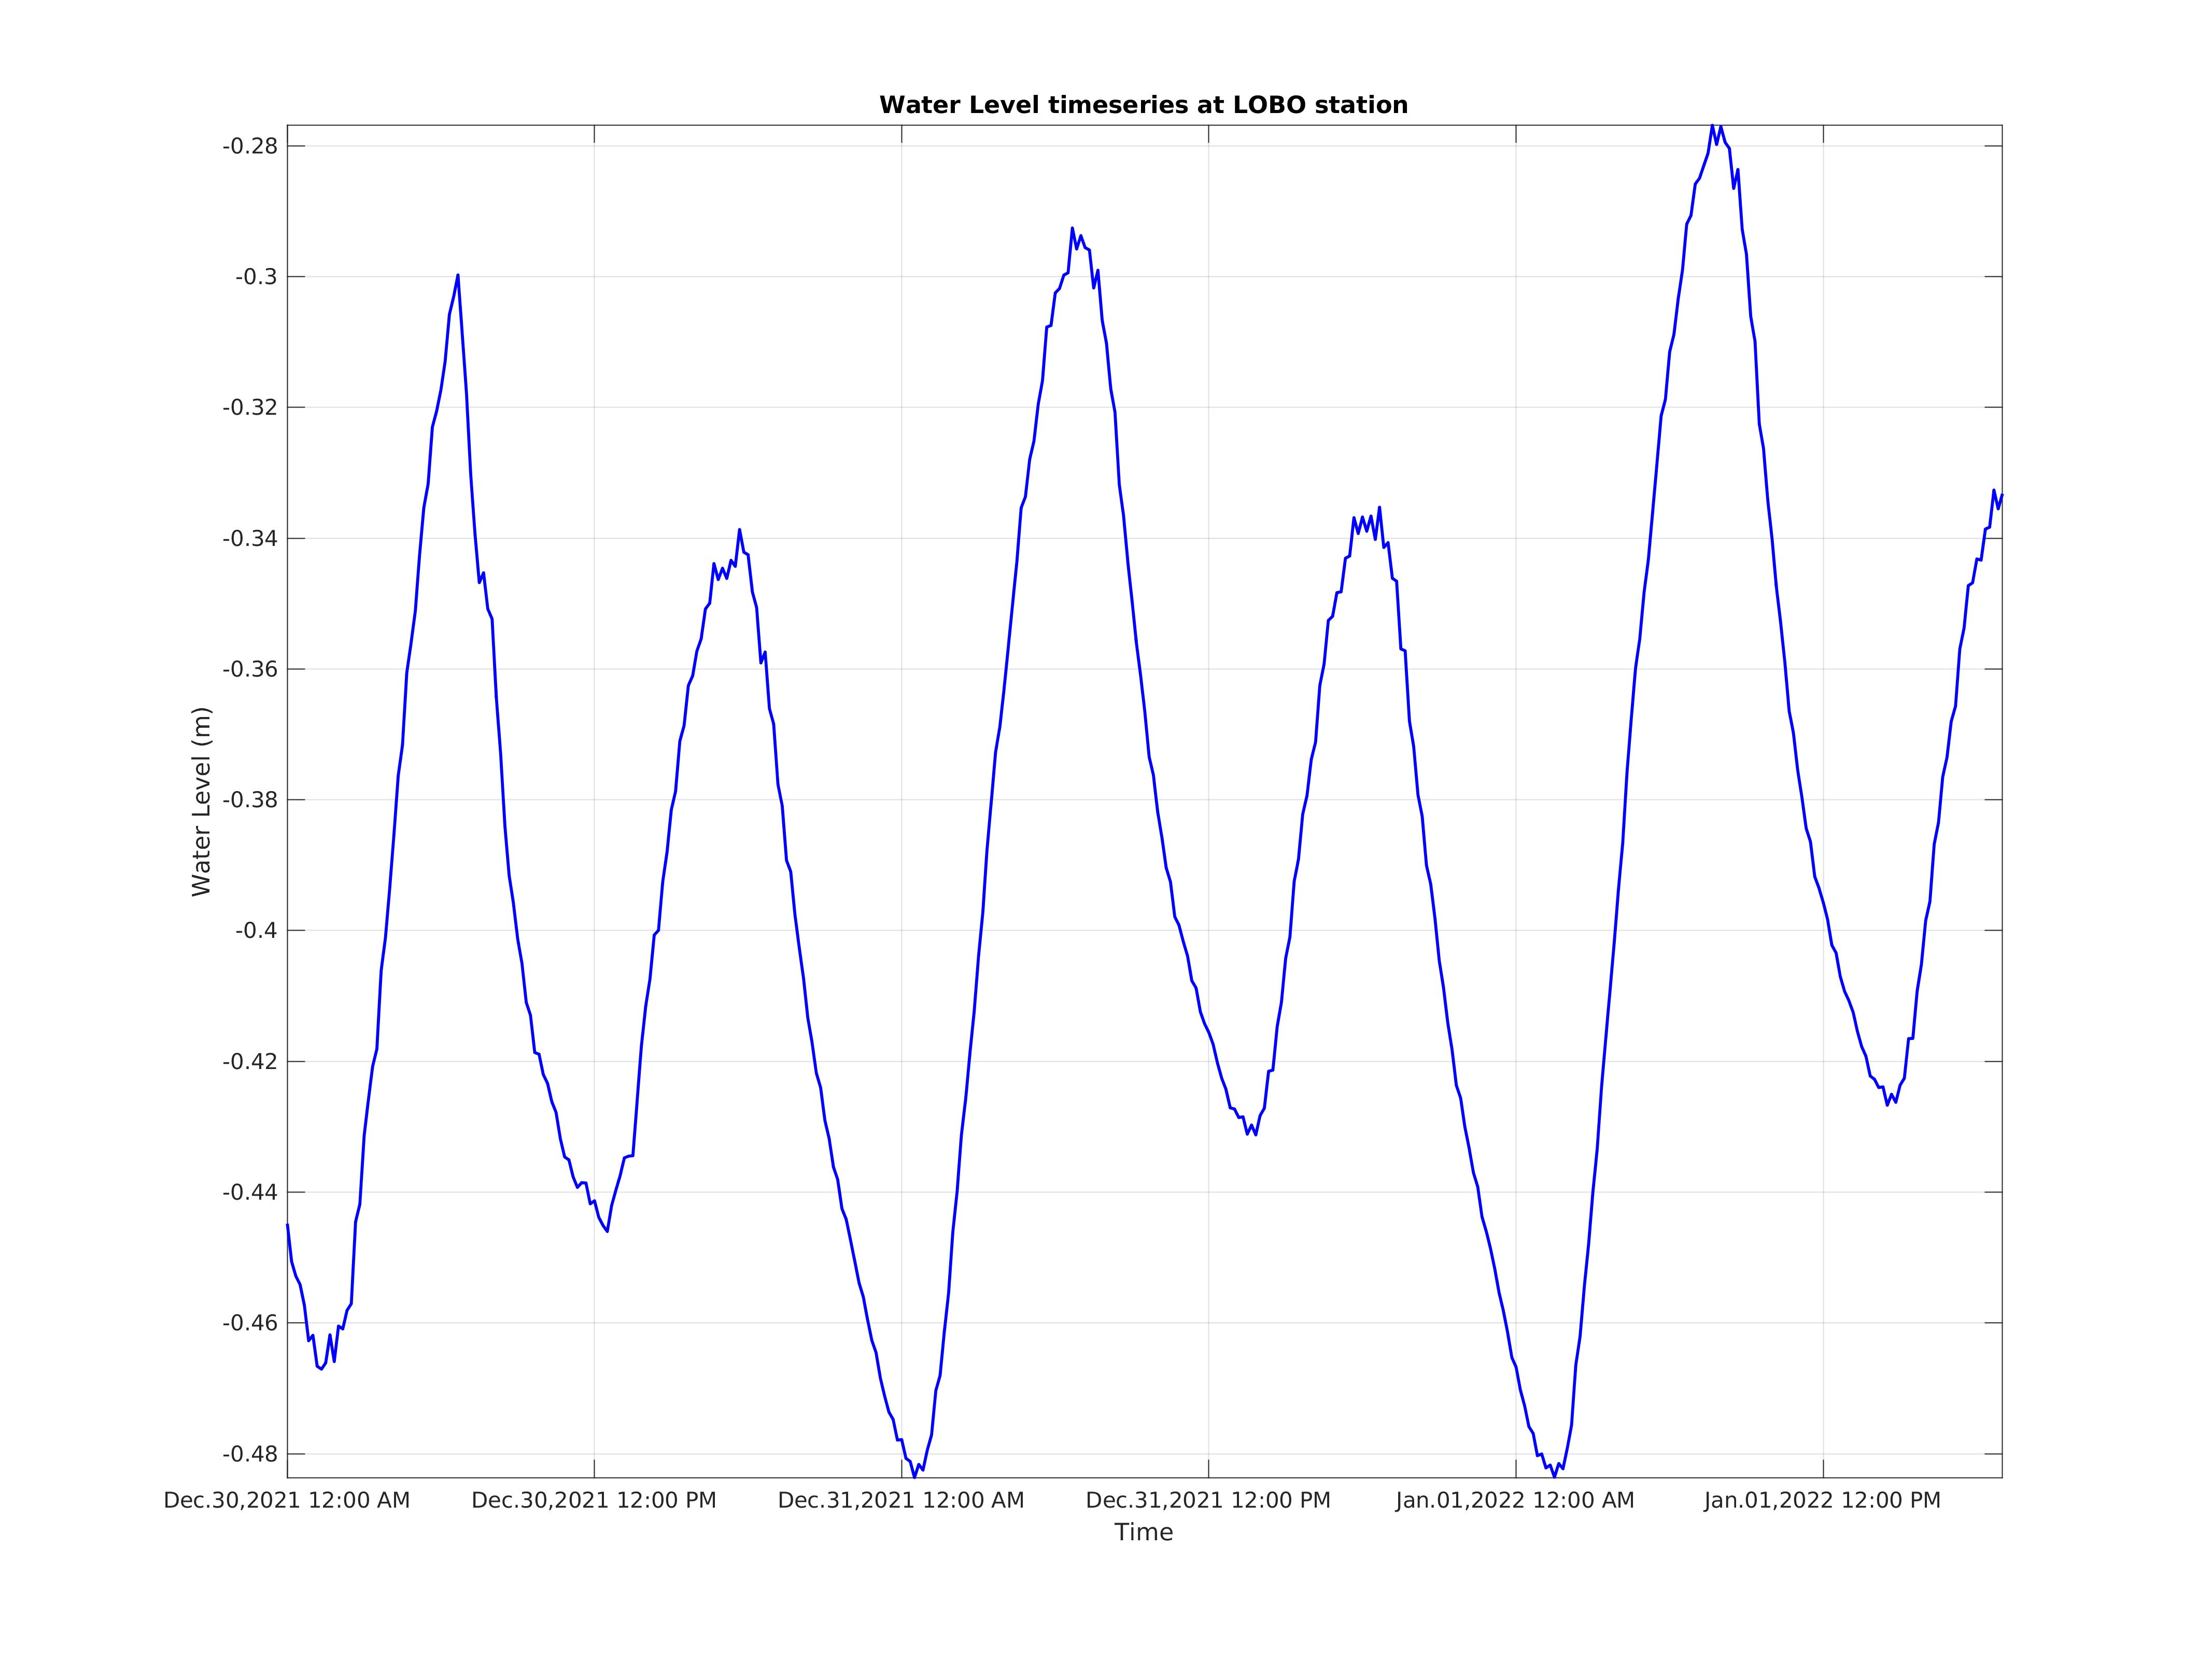 Water Level timeseries at LOBO station
-0.28
-0.3
-0.32
-0.34
-0.36
-0.38
-0.4
-0.42
-0.44
-0.46
-0.48
Water Level (m)
Dec.30,2021 12:00 AM
Dec.30,2021 12:00 PM
Dec.31,2021 12:00 AM
Dec.31,2021 12:00 PM
Jan.01,2022 12:00 AM
Jan.01,2022 12:00 PM
Time